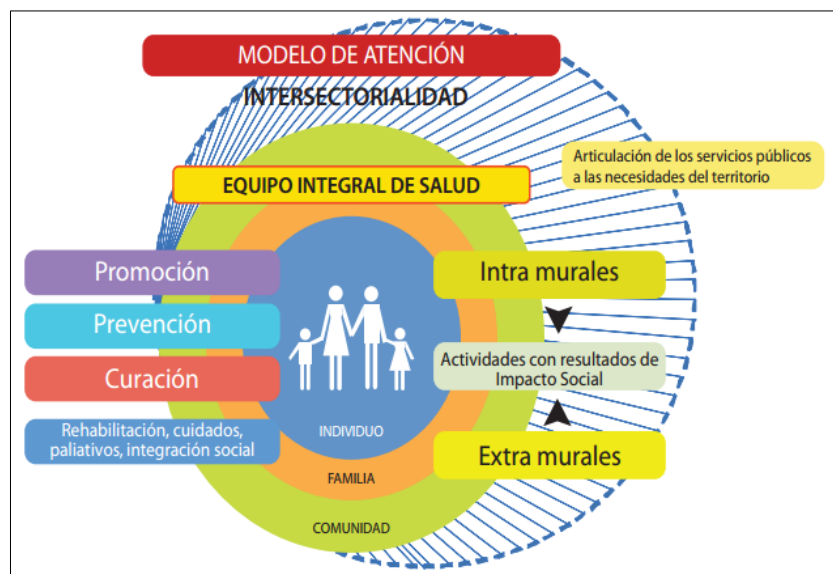 MODELO DE ATENCIÓN
INTERSECTORIALIDAD
Articulación de los servicios públicos
a las necesidades del territorio
EQUIPO INTEGRAL DE SALUD
Promoción
Prevención
Curación
Rehabilitación, cuidados,
paliativos, integración social
Intra murales
Actividades con resultados de
Impacto Social
Extra murales
INDIVIDUO
FAMILIA
COMUNIDAD